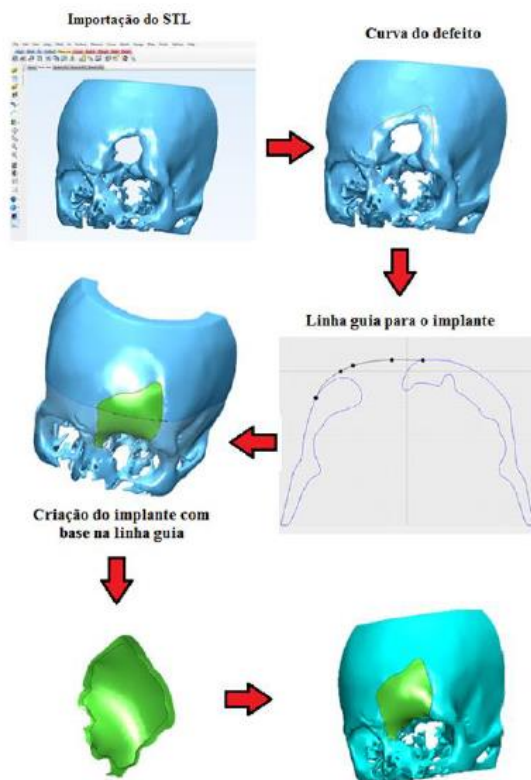 Importação do STL
Curva do defeito
Linha guia para o implante
Criação do implante com
base na linha guia